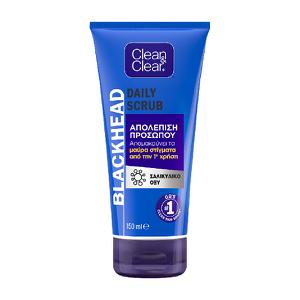 Clean &
Clear®
BLACKHEAD
DAILY
SCRUB
ΑΠΟΛΕΠΙΣΗ
ΠΡΟΣΩΠΟΥ
Απομακρύνει τα
μαύρα στίγματα
από την 1η χρήση
ΣΑΛΙΚΥΛΙΚΟ
ΟΞΥ
#1
150 ml e